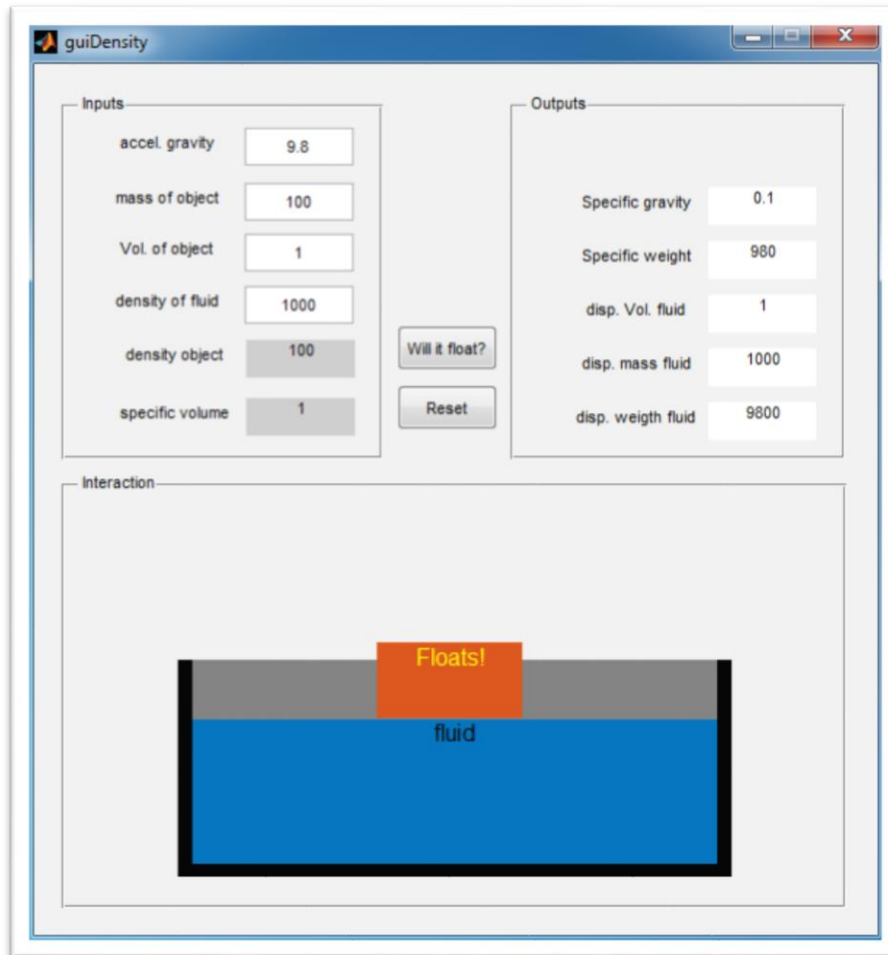 guiDensity
Inputs
accel. gravity 9.8
mass of object 100
Vol. of object 1
density of fluid 1000
density object 100
specific volume 1
Will it float?
Reset
Outputs
Specific gravity 0.1
Specific weight 980
disp. Vol. fluid 1
disp. mass fluid 1000
disp. weigth fluid 9800
Interaction
Floats!
fluid